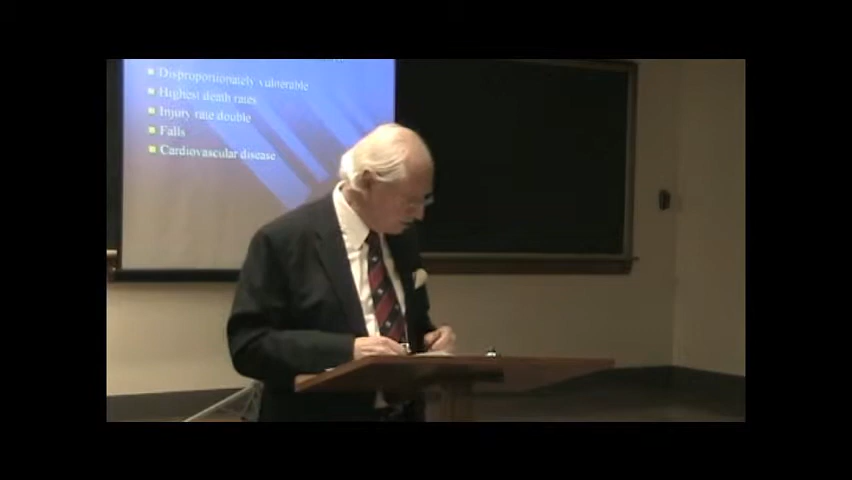 Disproportionately vulnerable
Highest death rates
Injury rate double
Falls
Cardiovascular disease